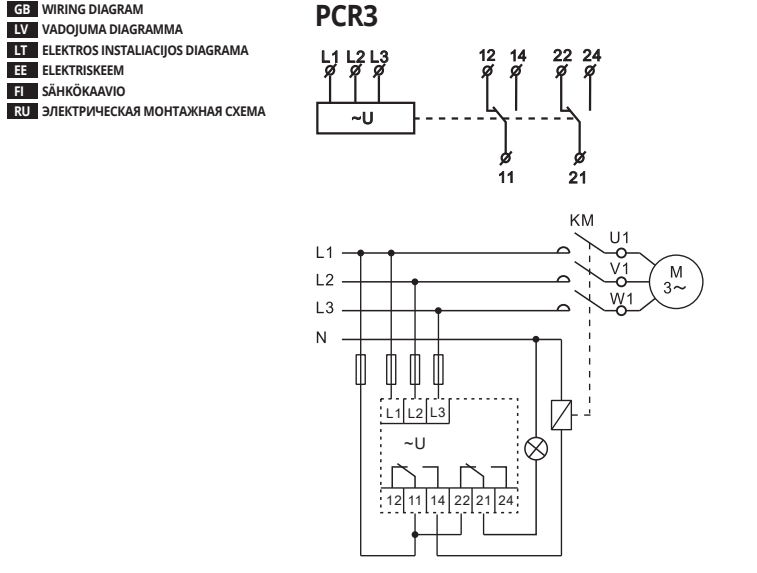 GB WIRING DIAGRAM
LV VADOJUMA DIAGRAMMA
LT ELEKTROS INSTALIACIJOS DIAGRAMA
EE ELEKTRISKEEM
FI SÄHKÖKAAVIO
RU ЭЛЕКТРИЧЕСКАЯ МОНТАЖНАЯ СХЕМА
PCR3
L1 L2 L3
12 14 22 24
~U
11 21
KM
L1 U1
L2 V1
M
3~
L3 W1
N
L1 L2 L3
~U
12 11 14 22 21 24